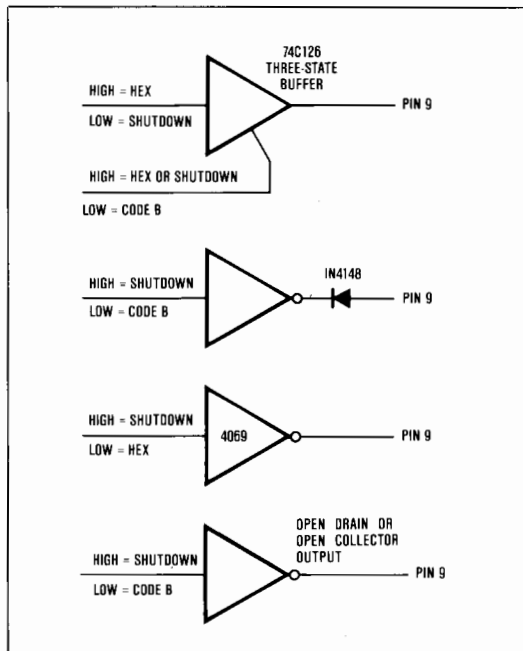 74C126
THREE-STATE
BUFFER
HIGH = HEX
LOW = SHUTDOWN
PIN 9
HIGH = HEX OR SHUTDOWN
LOW = CODE B
HIGH = SHUTDOWN
LOW = CODE B
IN4148
PIN 9
HIGH = SHUTDOWN
LOW = HEX
4069
PIN 9
OPEN DRAIN OR
OPEN COLLECTOR
OUTPUT
HIGH = SHUTDOWN
LOW = CODE B
PIN 9